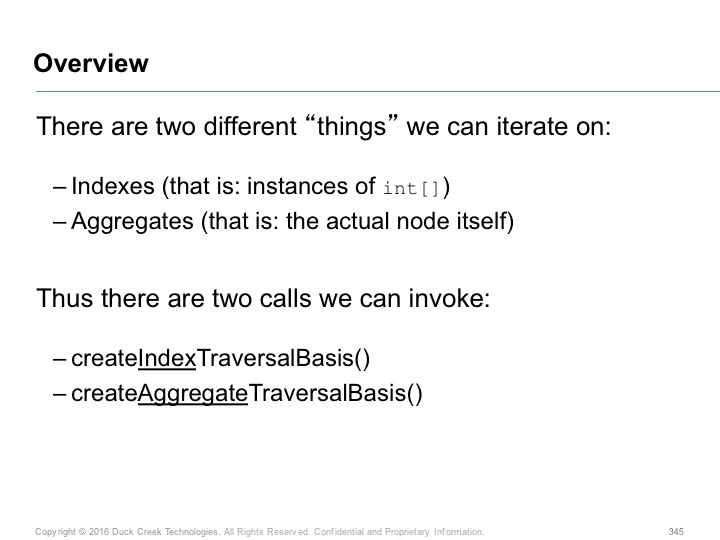 Overview
There are two different “things” we can iterate on:
– Indexes (that is: instances of int[])
– Aggregates (that is: the actual node itself)
Thus there are two calls we can invoke:
– createIndexTraversalBasis()
– createAggregateTraversalBasis()
Copyright © 2016 Duck Creek Technologies. All Rights Reserved. Confidential and Proprietary Information.
345